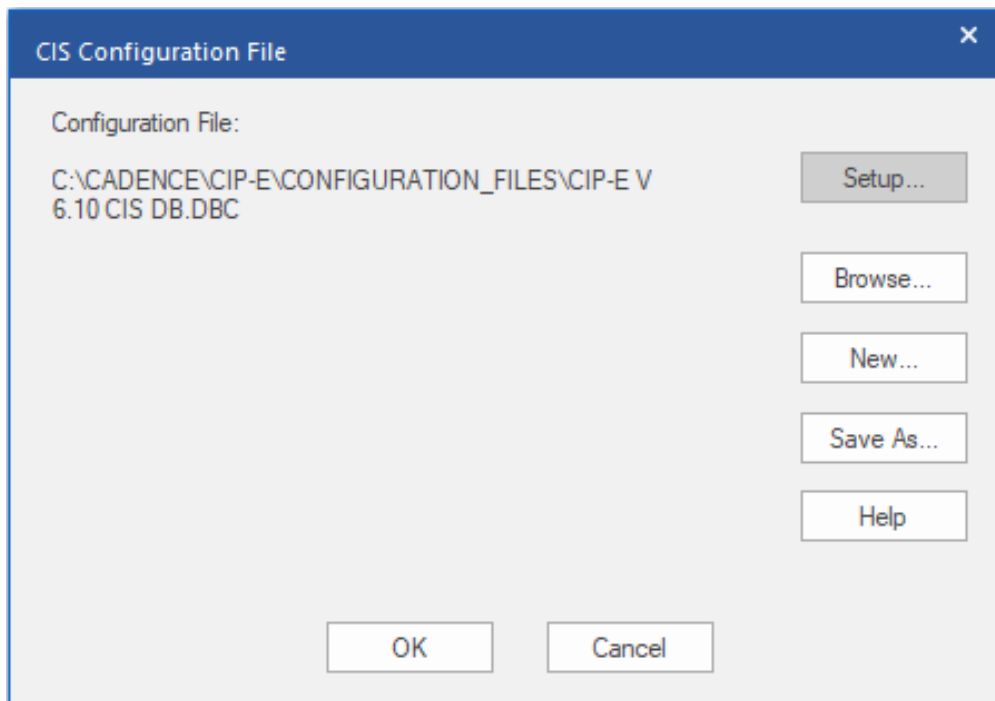 CIS Configuration File
Configuration File:
C:\CADENCE\CIP-E\CONFIGURATION_FILES\CIP-E V
6.10 CIS DB.DBC
Setup...
Browse...
New...
Save As...
Help
OK
Cancel